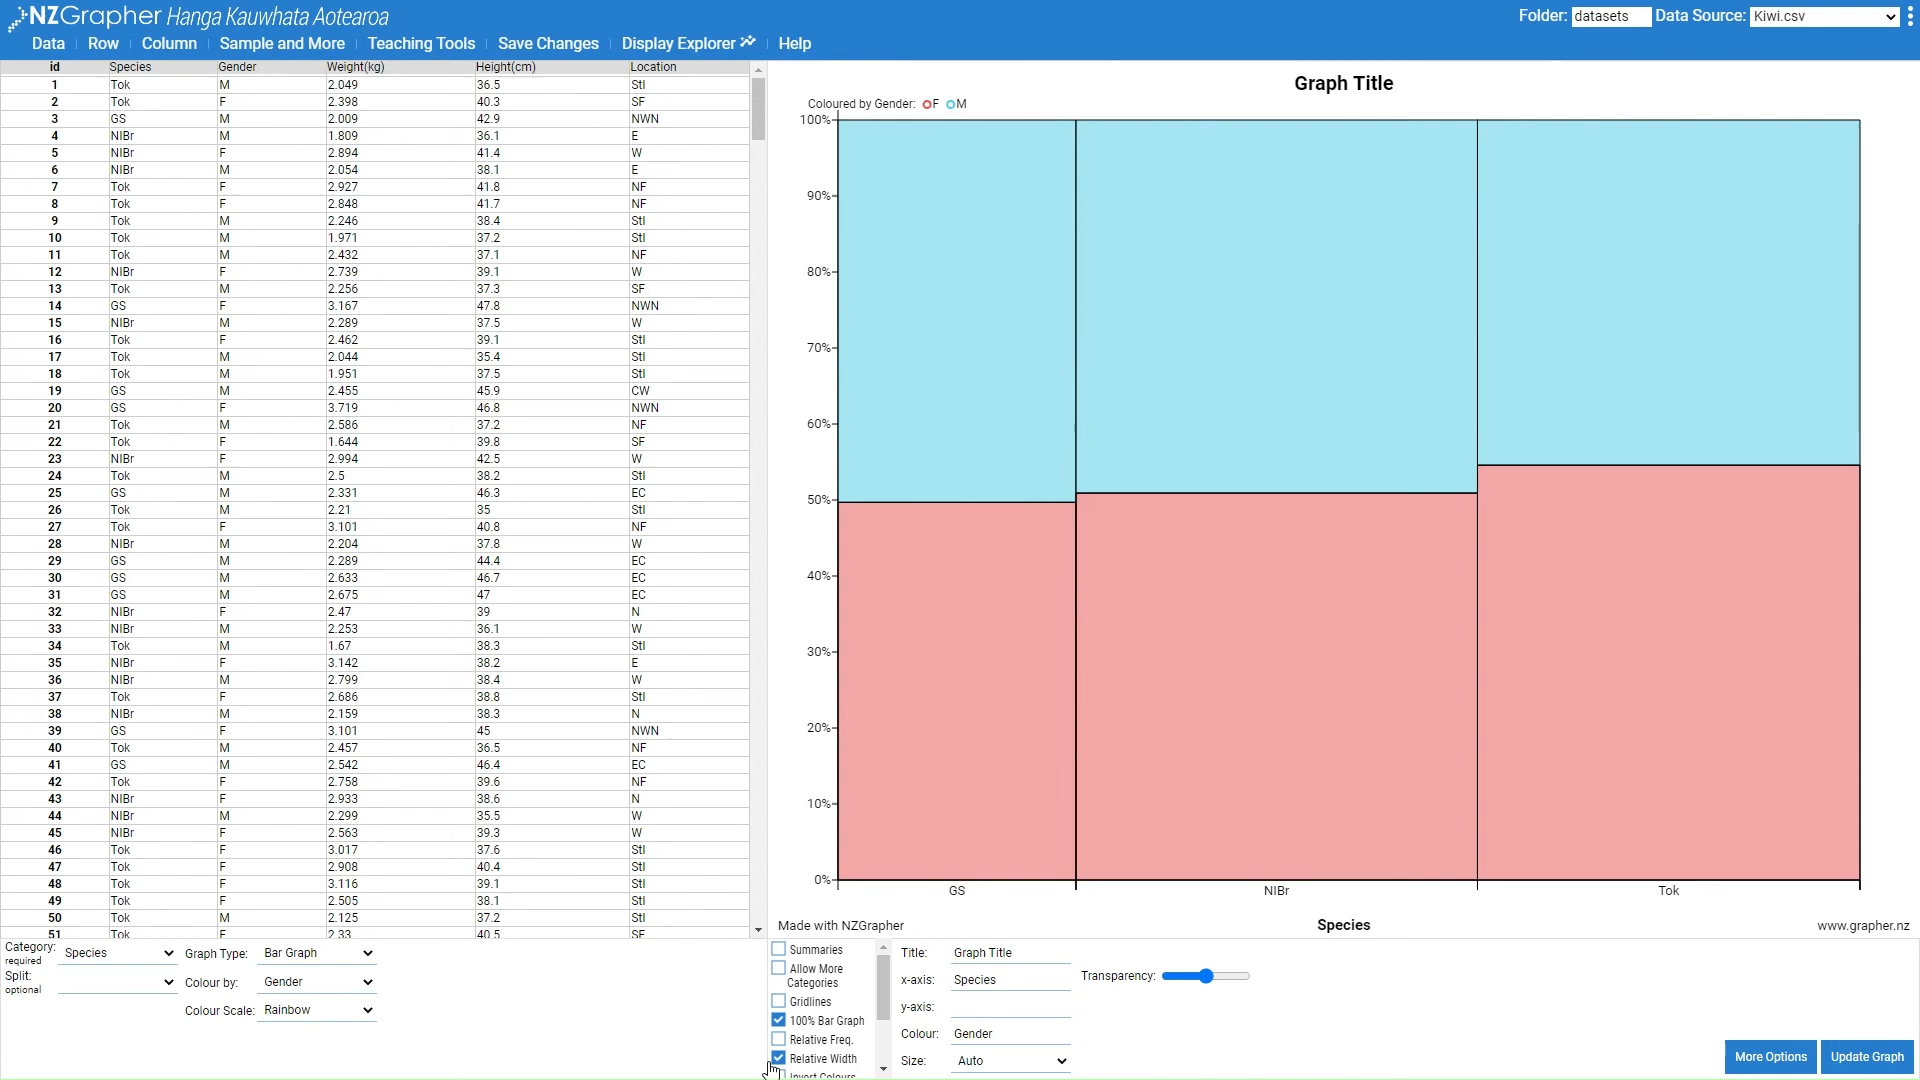 NZGrapher Hanga Kauwhata Aotearoa
Folder: datasets Data Source: Kiwi.csv
Data Row Column Sample and More Teaching Tools Save Changes Display Explorer Help
id Species Gender Weight(kg) Height(cm) Location
1 Tok M 2.049 36.5 StI
2 Tok F 2.398 40.3 SF
3 GS M 2.009 42.9 NWN
4 NIBr M 1.809 36.1 E
5 NIBr F 2.894 41.4 W
6 NIBr M 2.054 38.1 E
7 Tok F 2.927 41.8 NF
8 Tok F 2.848 41.7 NF
9 Tok M 2.246 38.4 StI
10 Tok M 1.971 37.2 StI
11 Tok M 2.432 37.1 NF
12 NIBr F 2.739 39.1 W
13 Tok M 2.256 37.3 SF
14 GS F 3.167 47.8 NWN
15 NIBr M 2.289 37.5 W
16 Tok F 2.462 39.1 StI
17 Tok M 2.044 35.4 StI
18 Tok M 1.951 37.5 StI
19 GS M 2.455 45.9 CW
20 GS F 3.719 46.8 NWN
21 Tok M 2.586 37.2 NF
22 Tok F 1.644 39.8 SF
23 NIBr F 2.994 42.5 W
24 Tok M 2.5 38.2 StI
25 GS M 2.331 46.3 EC
26 Tok M 2.21 35 StI
27 Tok F 3.101 40.8 NF
28 NIBr M 2.204 37.8 W
29 GS M 2.289 44.4 EC
30 GS M 2.633 46.7 EC
31 GS M 2.675 47 EC
32 NIBr F 2.47 39 N
33 NIBr M 2.253 36.1 W
34 Tok M 1.67 38.3 StI
35 NIBr F 3.142 38.2 E
36 NIBr M 2.799 38.4 W
37 Tok F 2.686 38.8 StI
38 NIBr M 2.159 38.3 N
39 GS F 3.101 45 NWN
40 Tok M 2.457 36.5 NF
41 GS M 2.542 46.4 EC
42 Tok F 2.758 39.6 NF
43 NIBr F 2.933 38.6 N
44 NIBr M 2.299 35.5 W
45 NIBr F 2.563 39.3 W
46 Tok F 3.017 37.6 StI
47 Tok F 2.908 40.4 StI
48 Tok F 3.116 39.1 StI
49 Tok F 2.505 38.1 StI
50 Tok M 2.125 37.2 StI
51 Tok F 2.33 40.5 SF
Graph Title
Coloured by Gender: F M
100%
90%
80%
70%
60%
50%
40%
30%
20%
10%
0%
GS NIBr Tok
Made with NZGrapher Species www.grapher.nz
Category: Species
required
Split:
optional
Graph Type: Bar Graph
Colour by: Gender
Colour Scale: Rainbow
Summaries
Allow More
Categories
Gridlines
100% Bar Graph
Relative Freq.
Relative Width
Invert Colours
Title: Graph Title
x-axis: Species
y-axis:
Colour: Gender
Size: Auto
Transparency:
More Options Update Graph